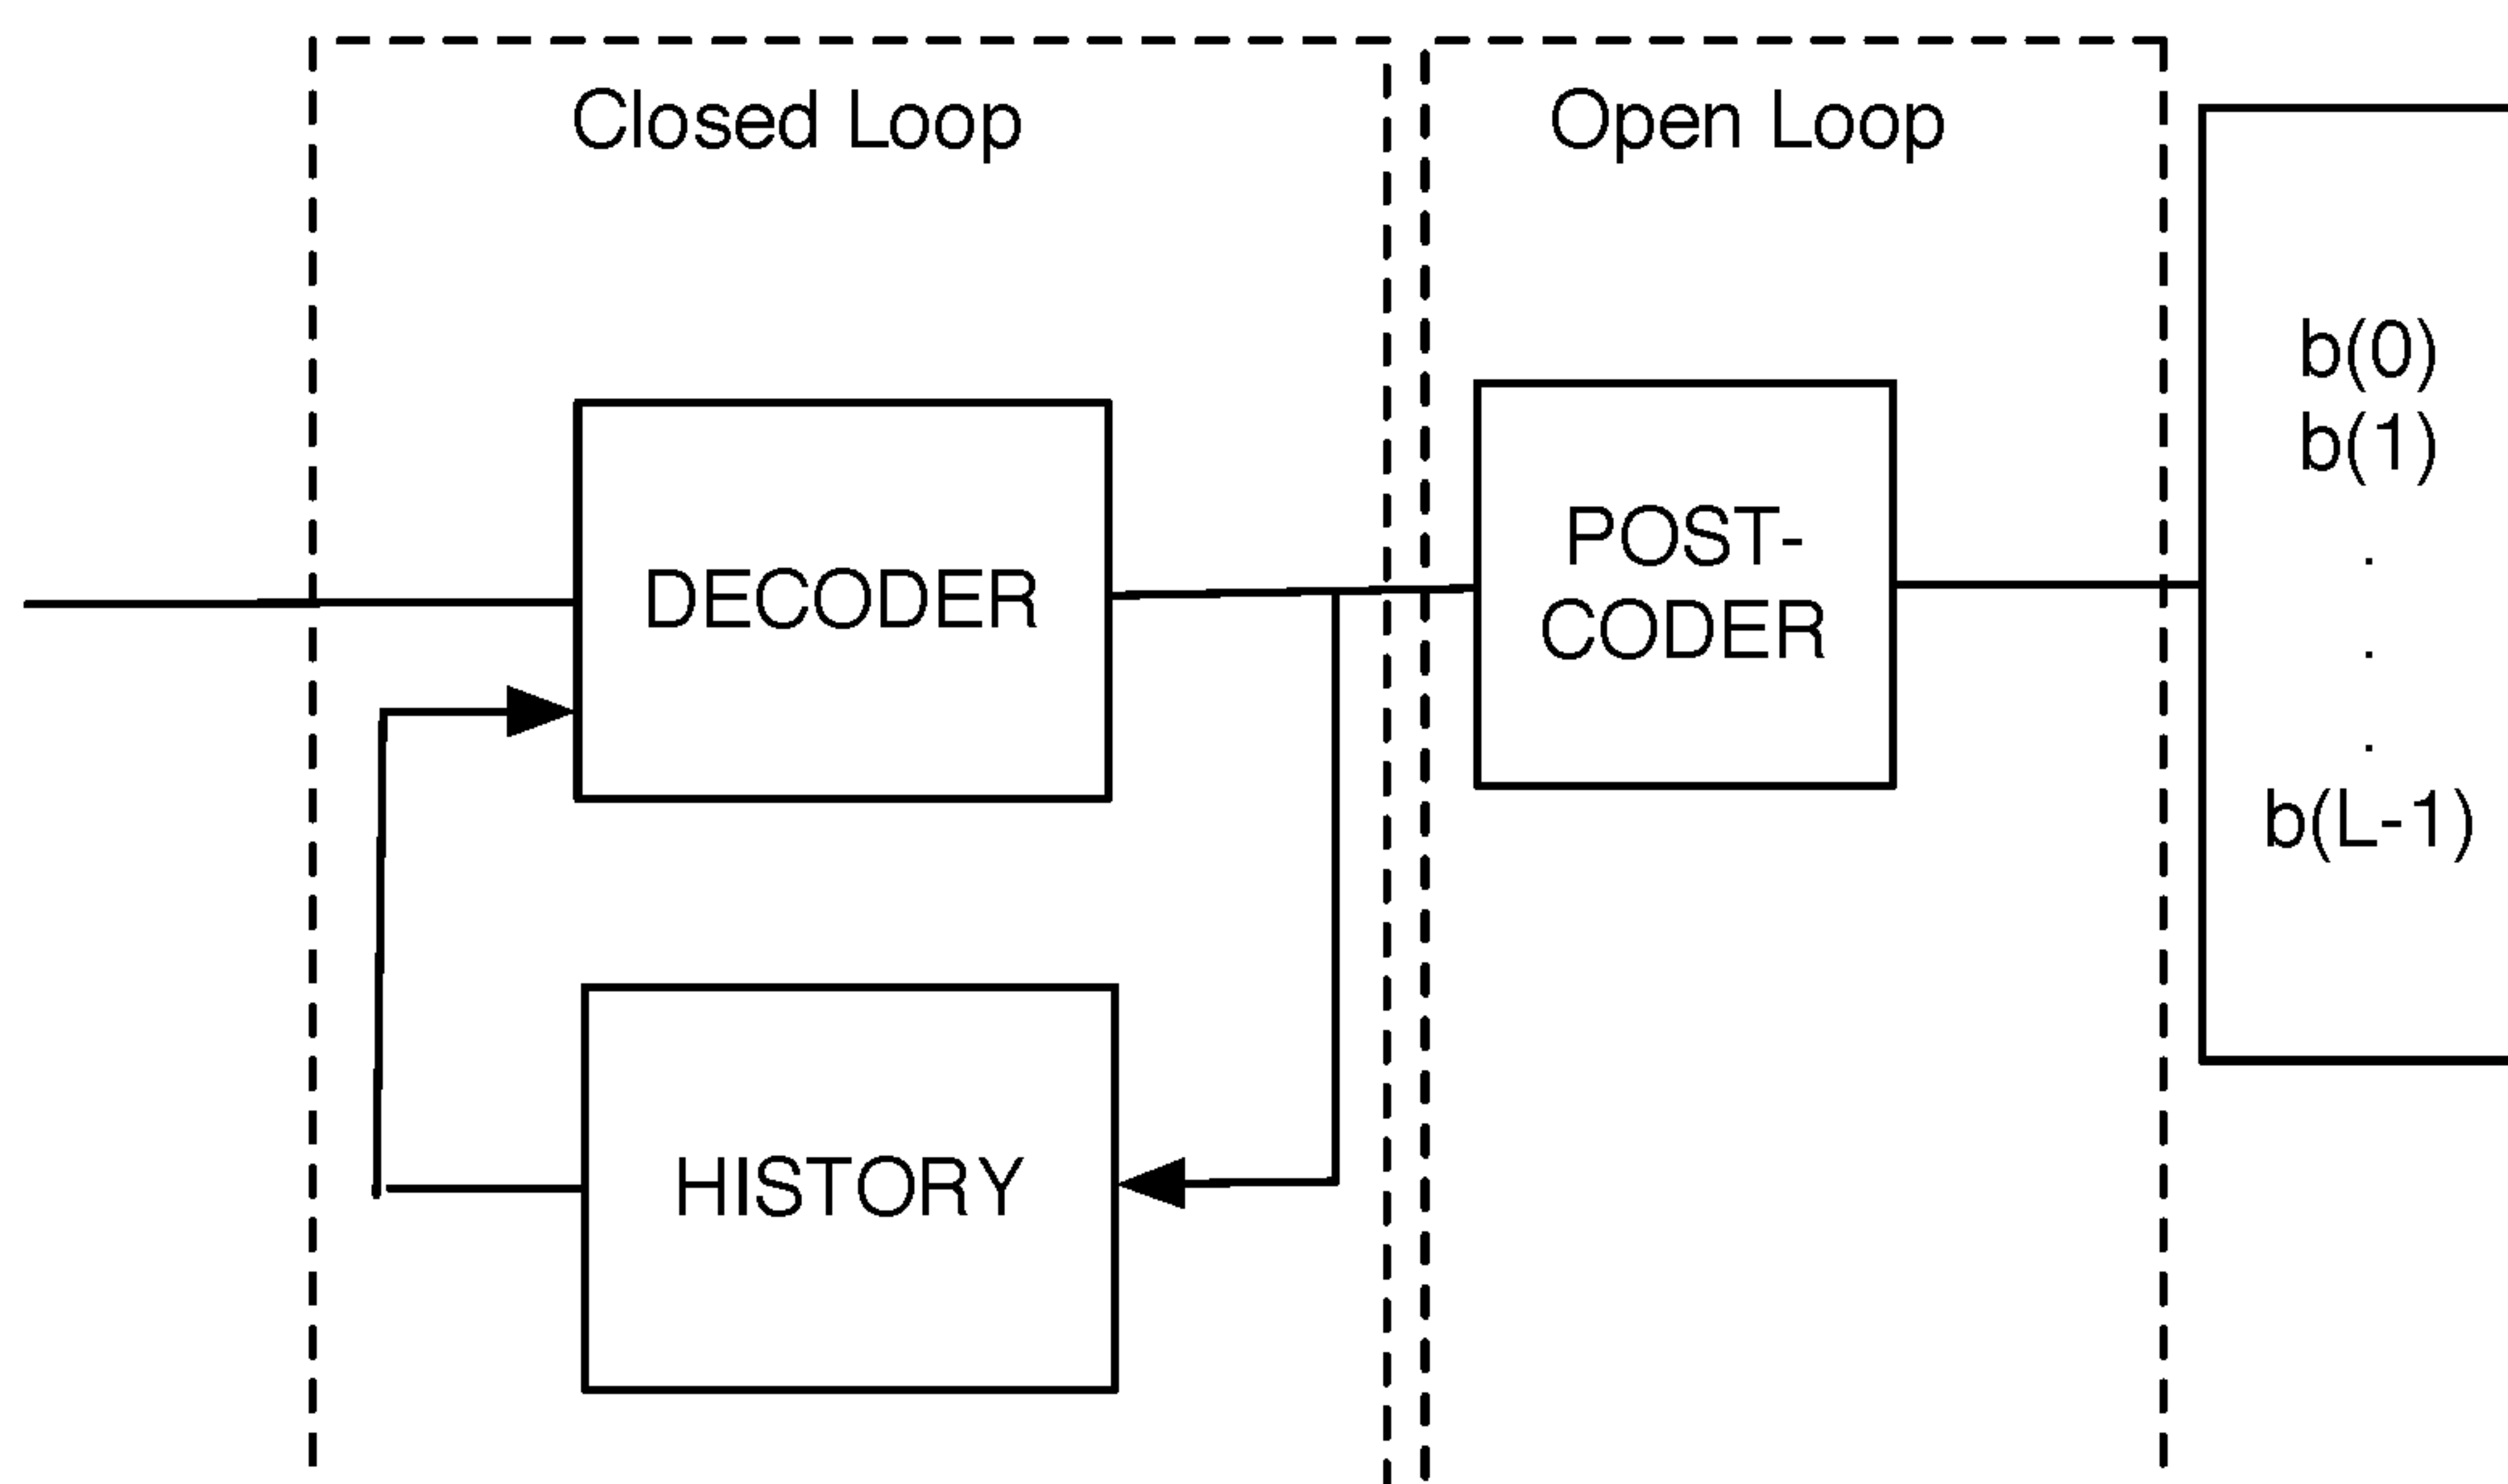 Closed Loop
Open Loop
DECODER
HISTORY
POST-
CODER
b(0)
b(1)
.
.
.
b(L-1)